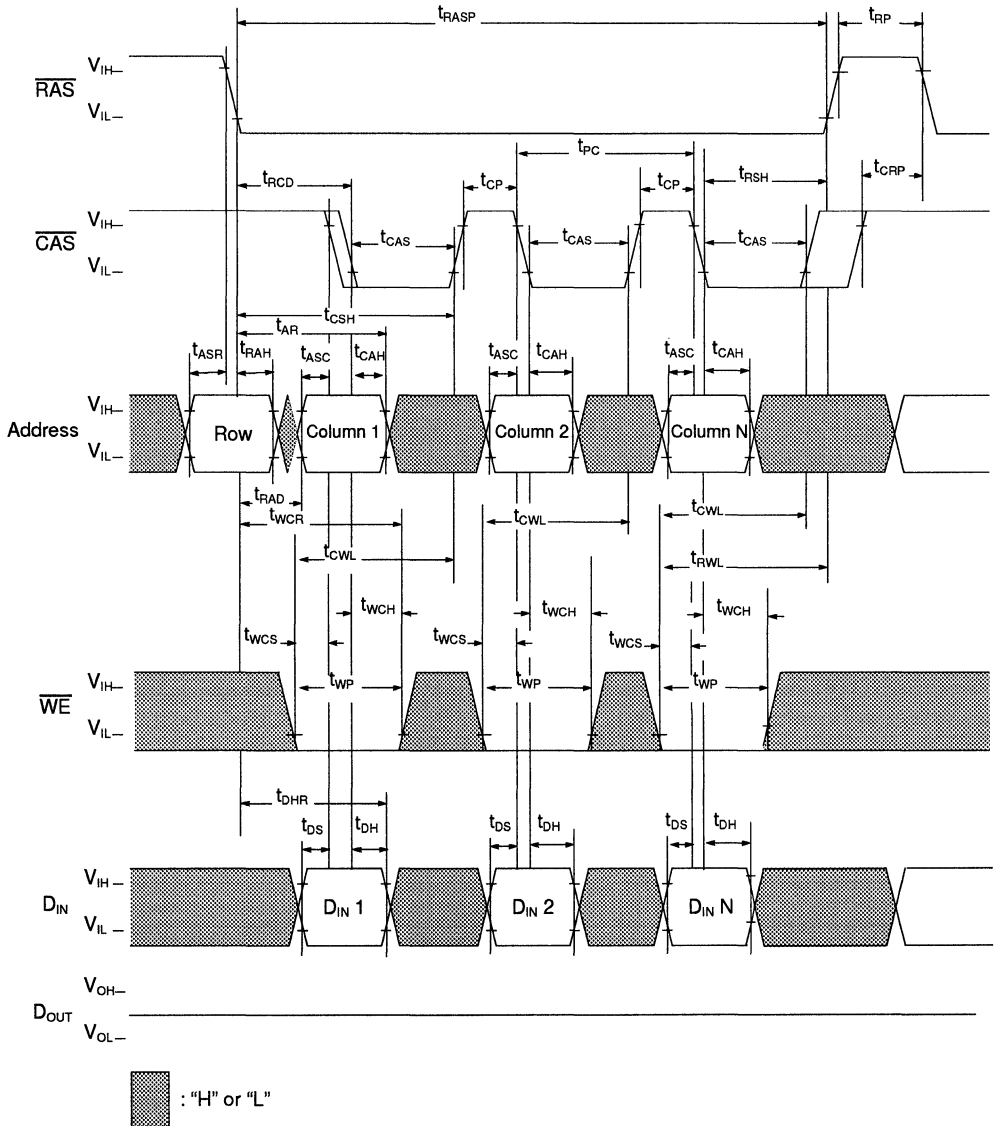 tRASP
tRP
RAS
VIH
VIL
tPC
tRCD
tCP
tCP
tRSH
tCRP
CAS
VIH
VIL
tCAS
tCAS
tCAS
tCSH
tAR
tASR
tRAH
tASC
tCAH
tASC
tCAH
tASC
tCAH
Address
VIH
VIL
Row
Column 1
Column 2
Column N
tRAD
tWCR
tCWL
tCWL
tCWL
tRWL
tWCH
tWCH
tWCH
tWCS
tWCS
tWCS
WE
VIH
VIL
tWP
tWP
tWP
tDHR
tDS
tDH
tDS
tDH
tDS
tDH
DIN
VIH
VIL
DIN 1
DIN 2
DIN N
DOUT
VOH
VOL
: "H" or "L"